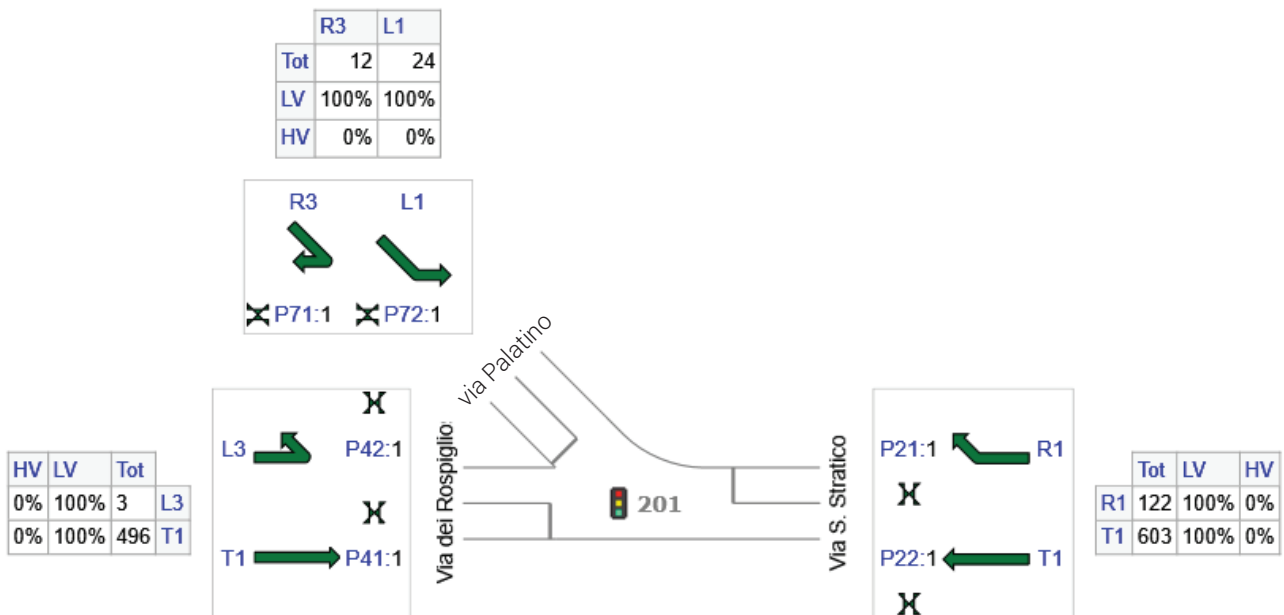 R3 L1
Tot 12 24
LV 100% 100%
HV 0% 0%
R3 L1
P71:1 P72:1
via Palatino
L3 P42:1
T1 P41:1
HV LV Tot
0% 100% 3 L3
0% 100% 496 T1
Via dei Rospiglio
201
Via S. Stratico
P21:1 R1
P22:1 T1
Tot LV HV
R1 122 100% 0%
T1 603 100% 0%